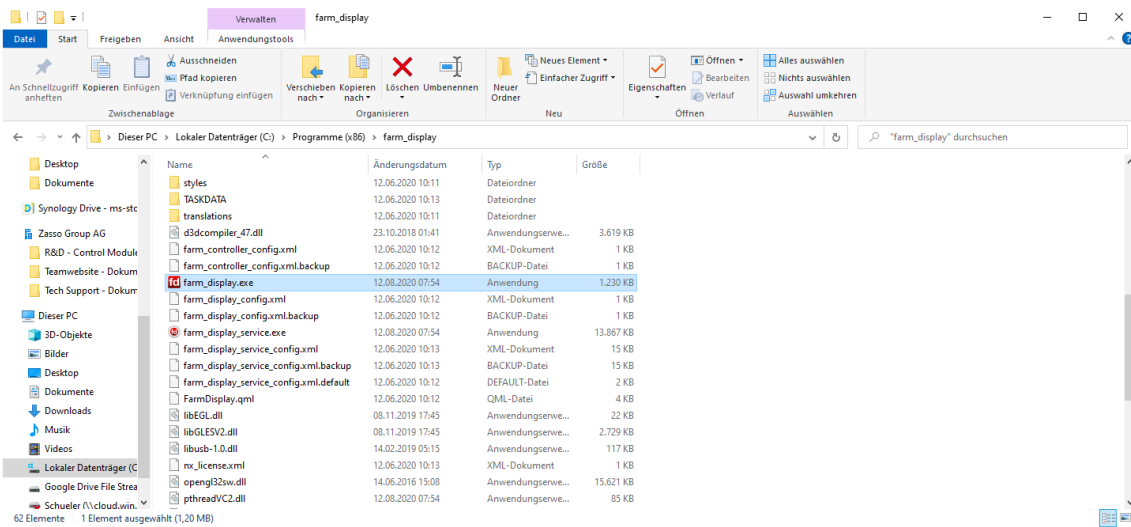 Verwalten farm_display
Datei Start Freigeben Ansicht Anwendungstools
An Schnellzugriff anheften
Kopieren
Einfügen
Ausschneiden
Pfad kopieren
Verknüpfung einfügen
Zwischenablage
Verschieben nach
Kopieren nach
Löschen
Umbenennen
Organisieren
Neuer Ordner
Neues Element
Einfacher Zugriff
Neu
Eigenschaften
Öffnen
Bearbeiten
Verlauf
Öffnen
Alles auswählen
Nichts auswählen
Auswahl umkehren
Auswählen
Dieser PC > Lokaler Datenträger (C:) > Programme (x86) > farm_display
"farm_display" durchsuchen
Desktop
Dokumente
Synology Drive - ms-stc
Zasso Group AG
R&D - Control Module
Teamwebsite - Dokum
Tech Support - Dokum
Dieser PC
3D-Objekte
Bilder
Desktop
Dokumente
Downloads
Musik
Videos
Lokaler Datenträger (C
Google Drive File Strea
Schueler (\\cloud.win.
Name Änderungsdatum Typ Größe
styles 12.06.2020 10:11 Dateiordner
TASKDATA 12.06.2020 10:13 Dateiordner
translations 12.06.2020 10:11 Dateiordner
d3dcompiler_47.dll 23.10.2018 01:41 Anwendungserwe... 3.619 KB
farm_controller_config.xml 12.06.2020 10:12 XML-Dokument 1 KB
farm_controller_config.xml.backup 12.06.2020 10:12 BACKUP-Datei 1 KB
fd farm_display.exe 12.08.2020 07:54 Anwendung 1.230 KB
farm_display_config.xml 12.06.2020 10:12 XML-Dokument 1 KB
farm_display_config.xml.backup 12.06.2020 10:12 BACKUP-Datei 1 KB
farm_display_service.exe 12.08.2020 07:54 Anwendung 13.867 KB
farm_display_service_config.xml 12.06.2020 10:13 XML-Dokument 15 KB
farm_display_service_config.xml.backup 12.06.2020 10:13 BACKUP-Datei 15 KB
farm_display_service_config.xml.default 12.06.2020 10:12 DEFAULT-Datei 2 KB
FarmDisplay.qml 12.06.2020 10:12 QML-Datei 4 KB
libEGL.dll 08.11.2019 17:45 Anwendungserwe... 22 KB
libGLESV2.dll 08.11.2019 17:45 Anwendungserwe... 2.729 KB
libusb-1.0.dll 14.02.2019 05:15 Anwendungserwe... 117 KB
nx_license.xml 12.06.2020 10:13 XML-Dokument 1 KB
opengl32sw.dll 14.06.2016 15:08 Anwendungserwe... 15.621 KB
pthreadVC2.dll 12.08.2020 07:54 Anwendungserwe... 85 KB
62 Elemente 1 Element ausgewählt (1,20 MB)